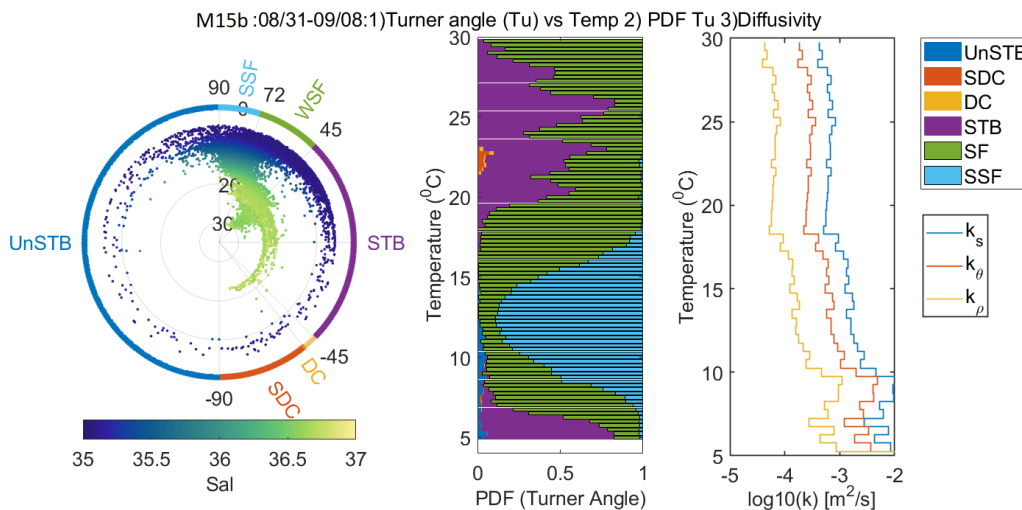 M15b :08/31-09/08:1)Turner angle (Tu) vs Temp 2) PDF Tu 3)Diffusivity
90
SSF
72
WSF
45
0
20
30
UnSTB
STB
-45
DC
SDC
-90
35
35.5
36
36.5
37
Sal
30
25
20
15
10
5
Temperature (⁰C)
0
0.5
1
PDF (Turner Angle)
30
25
20
15
10
5
Temperature (⁰C)
-5
-4
-3
-2
log10(k) [m²/s]
UnSTB
SDC
DC
STB
SF
SSF
k_s
k_θ
k_ρ